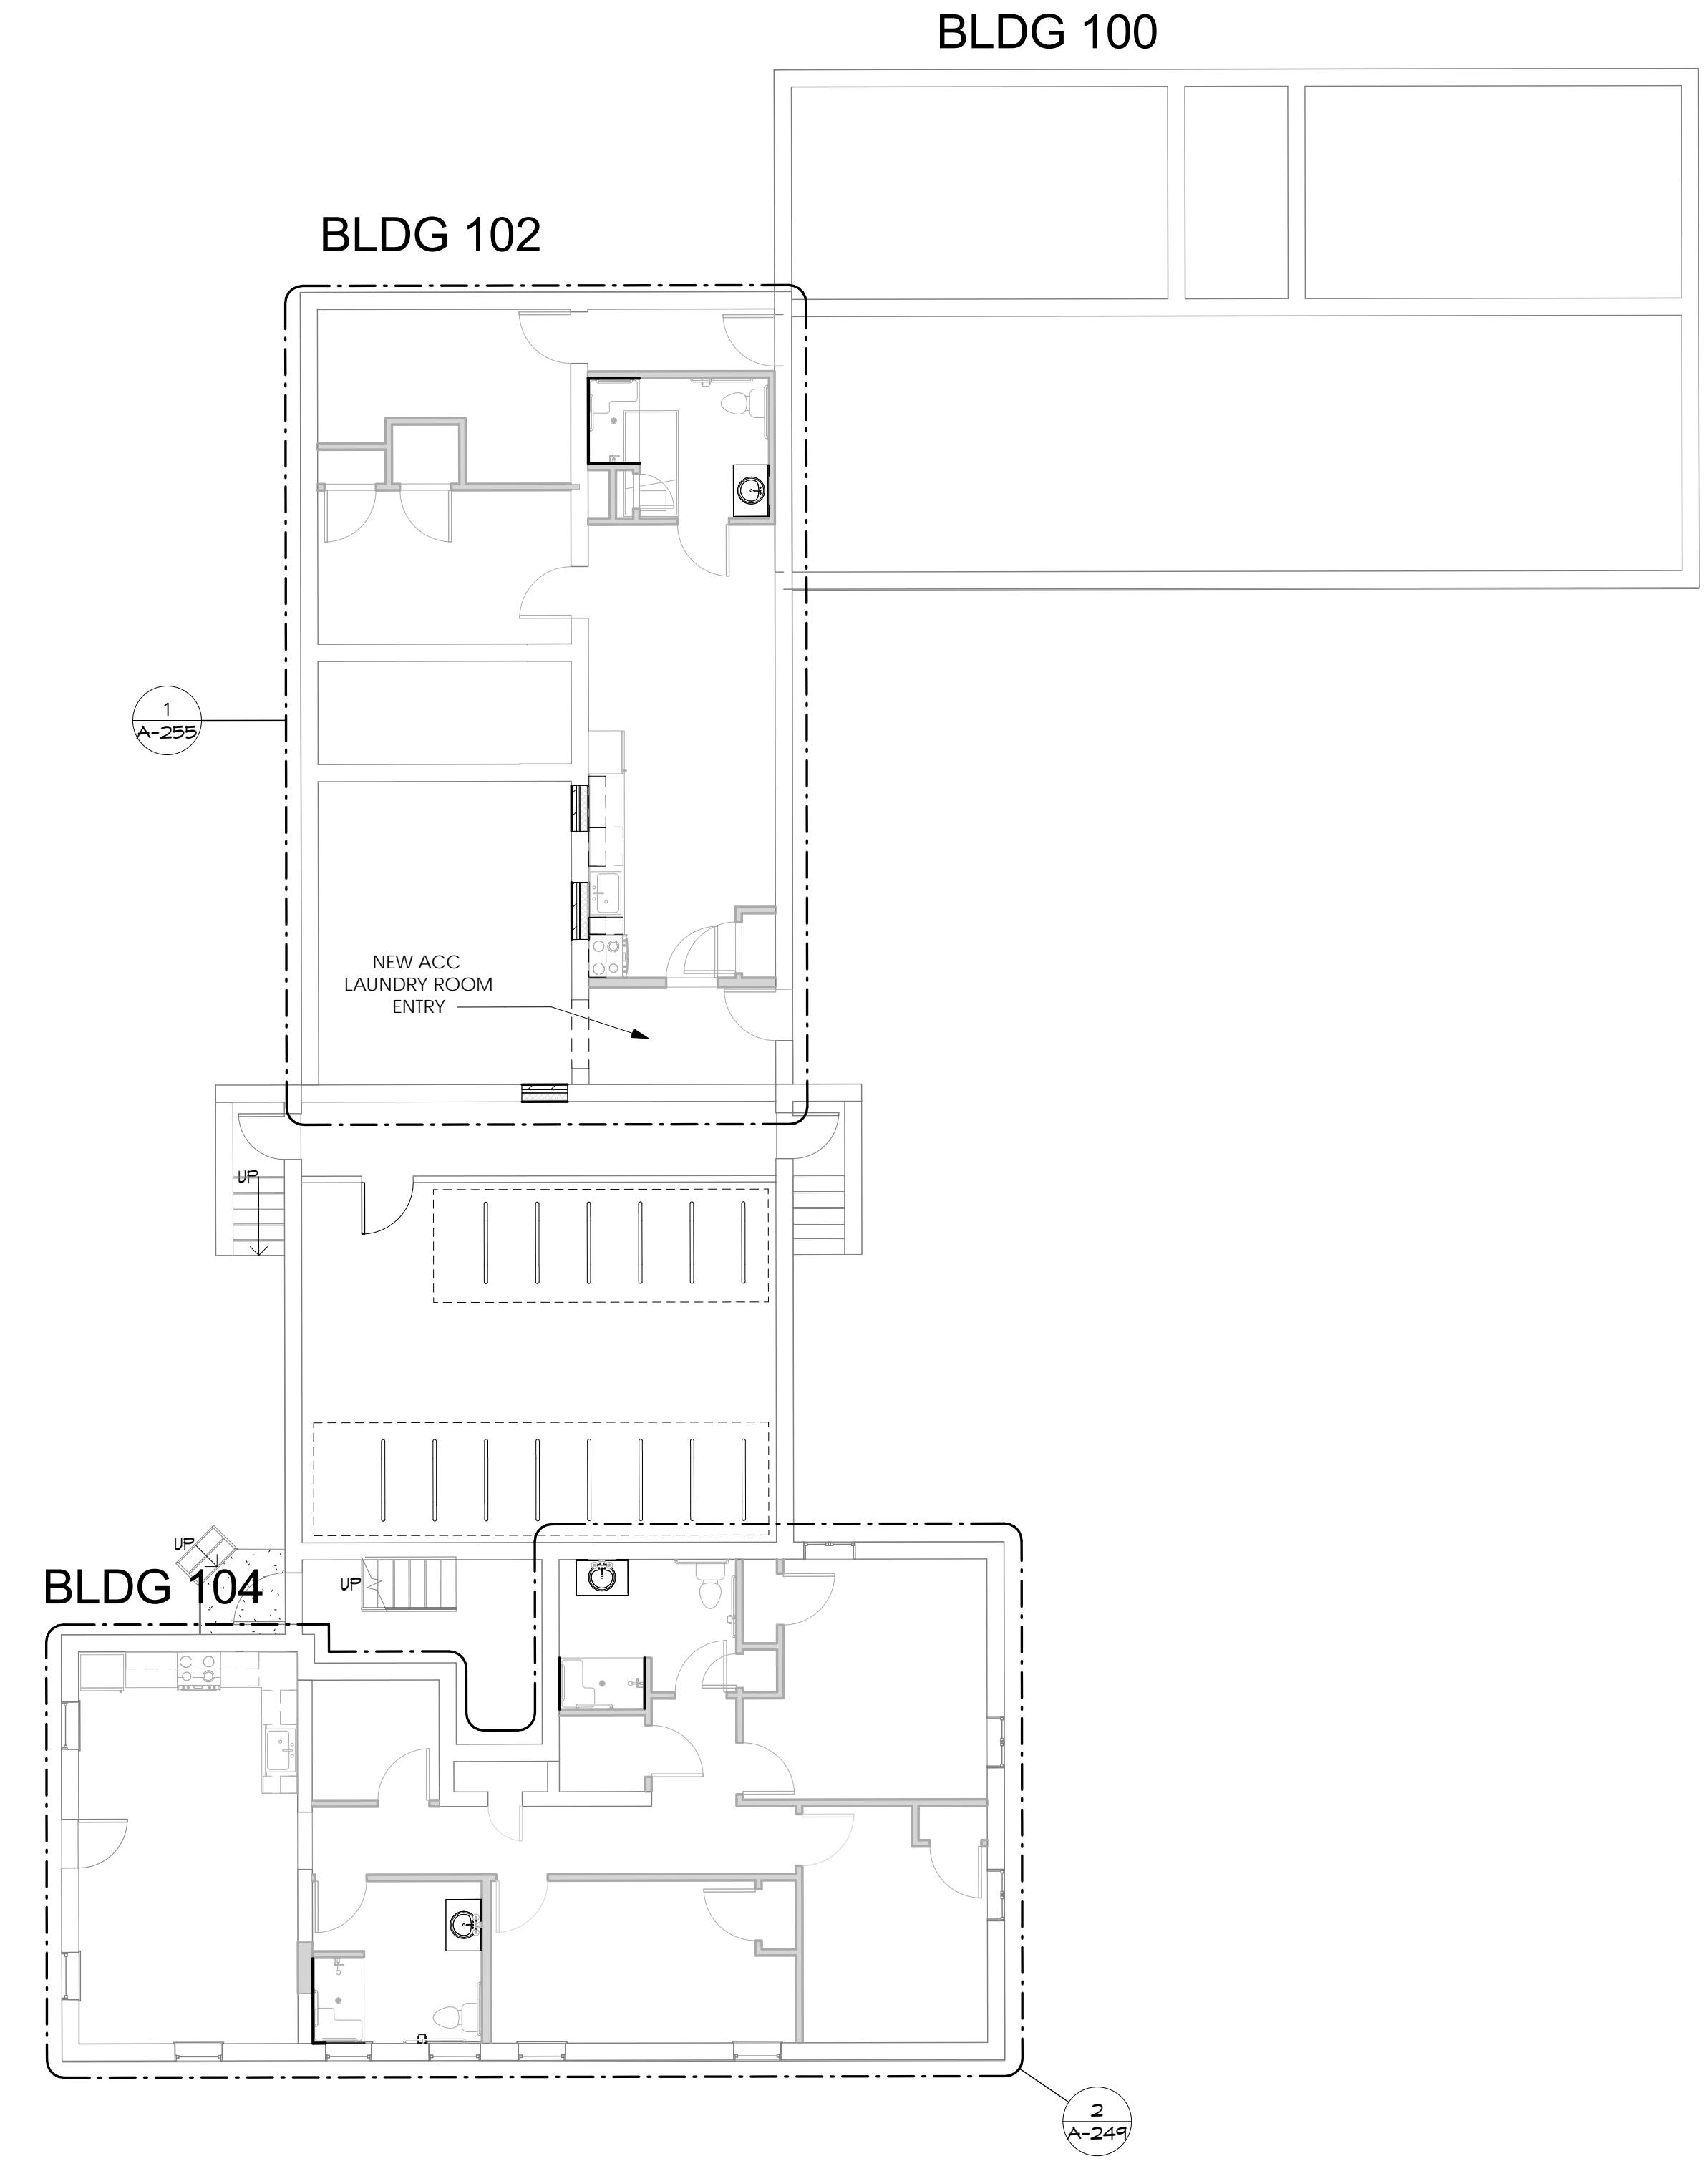 BLDG 100
BLDG 102
1
A-255
NEW ACC
LAUNDRY ROOM
ENTRY
UP
UP
UP
BLDG 104
2
A-249